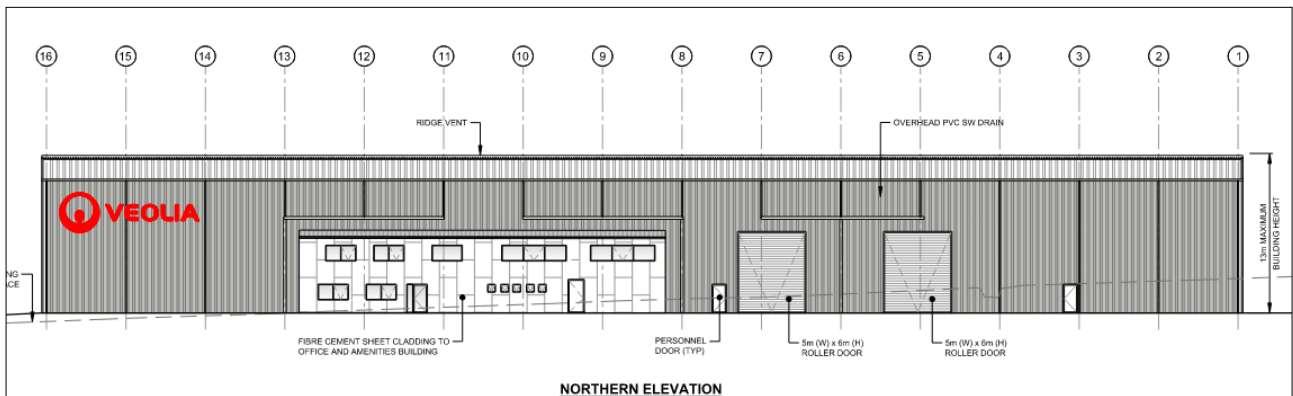 16 15 14 13 12 11 10 9 8 7 6 5 4 3 2 1
RIDGE VENT
OVERHEAD PVC SW DRAIN
VEOLIA
13m MAXIMUM
BUILDING HEIGHT
NG
ACE
FIBRE CEMENT SHEET CLADDING TO
OFFICE AND AMENITIES BUILDING
PERSONNEL
DOOR (TYP)
5m (W) x 6m (H)
ROLLER DOOR
5m (W) x 6m (H)
ROLLER DOOR
NORTHERN ELEVATION